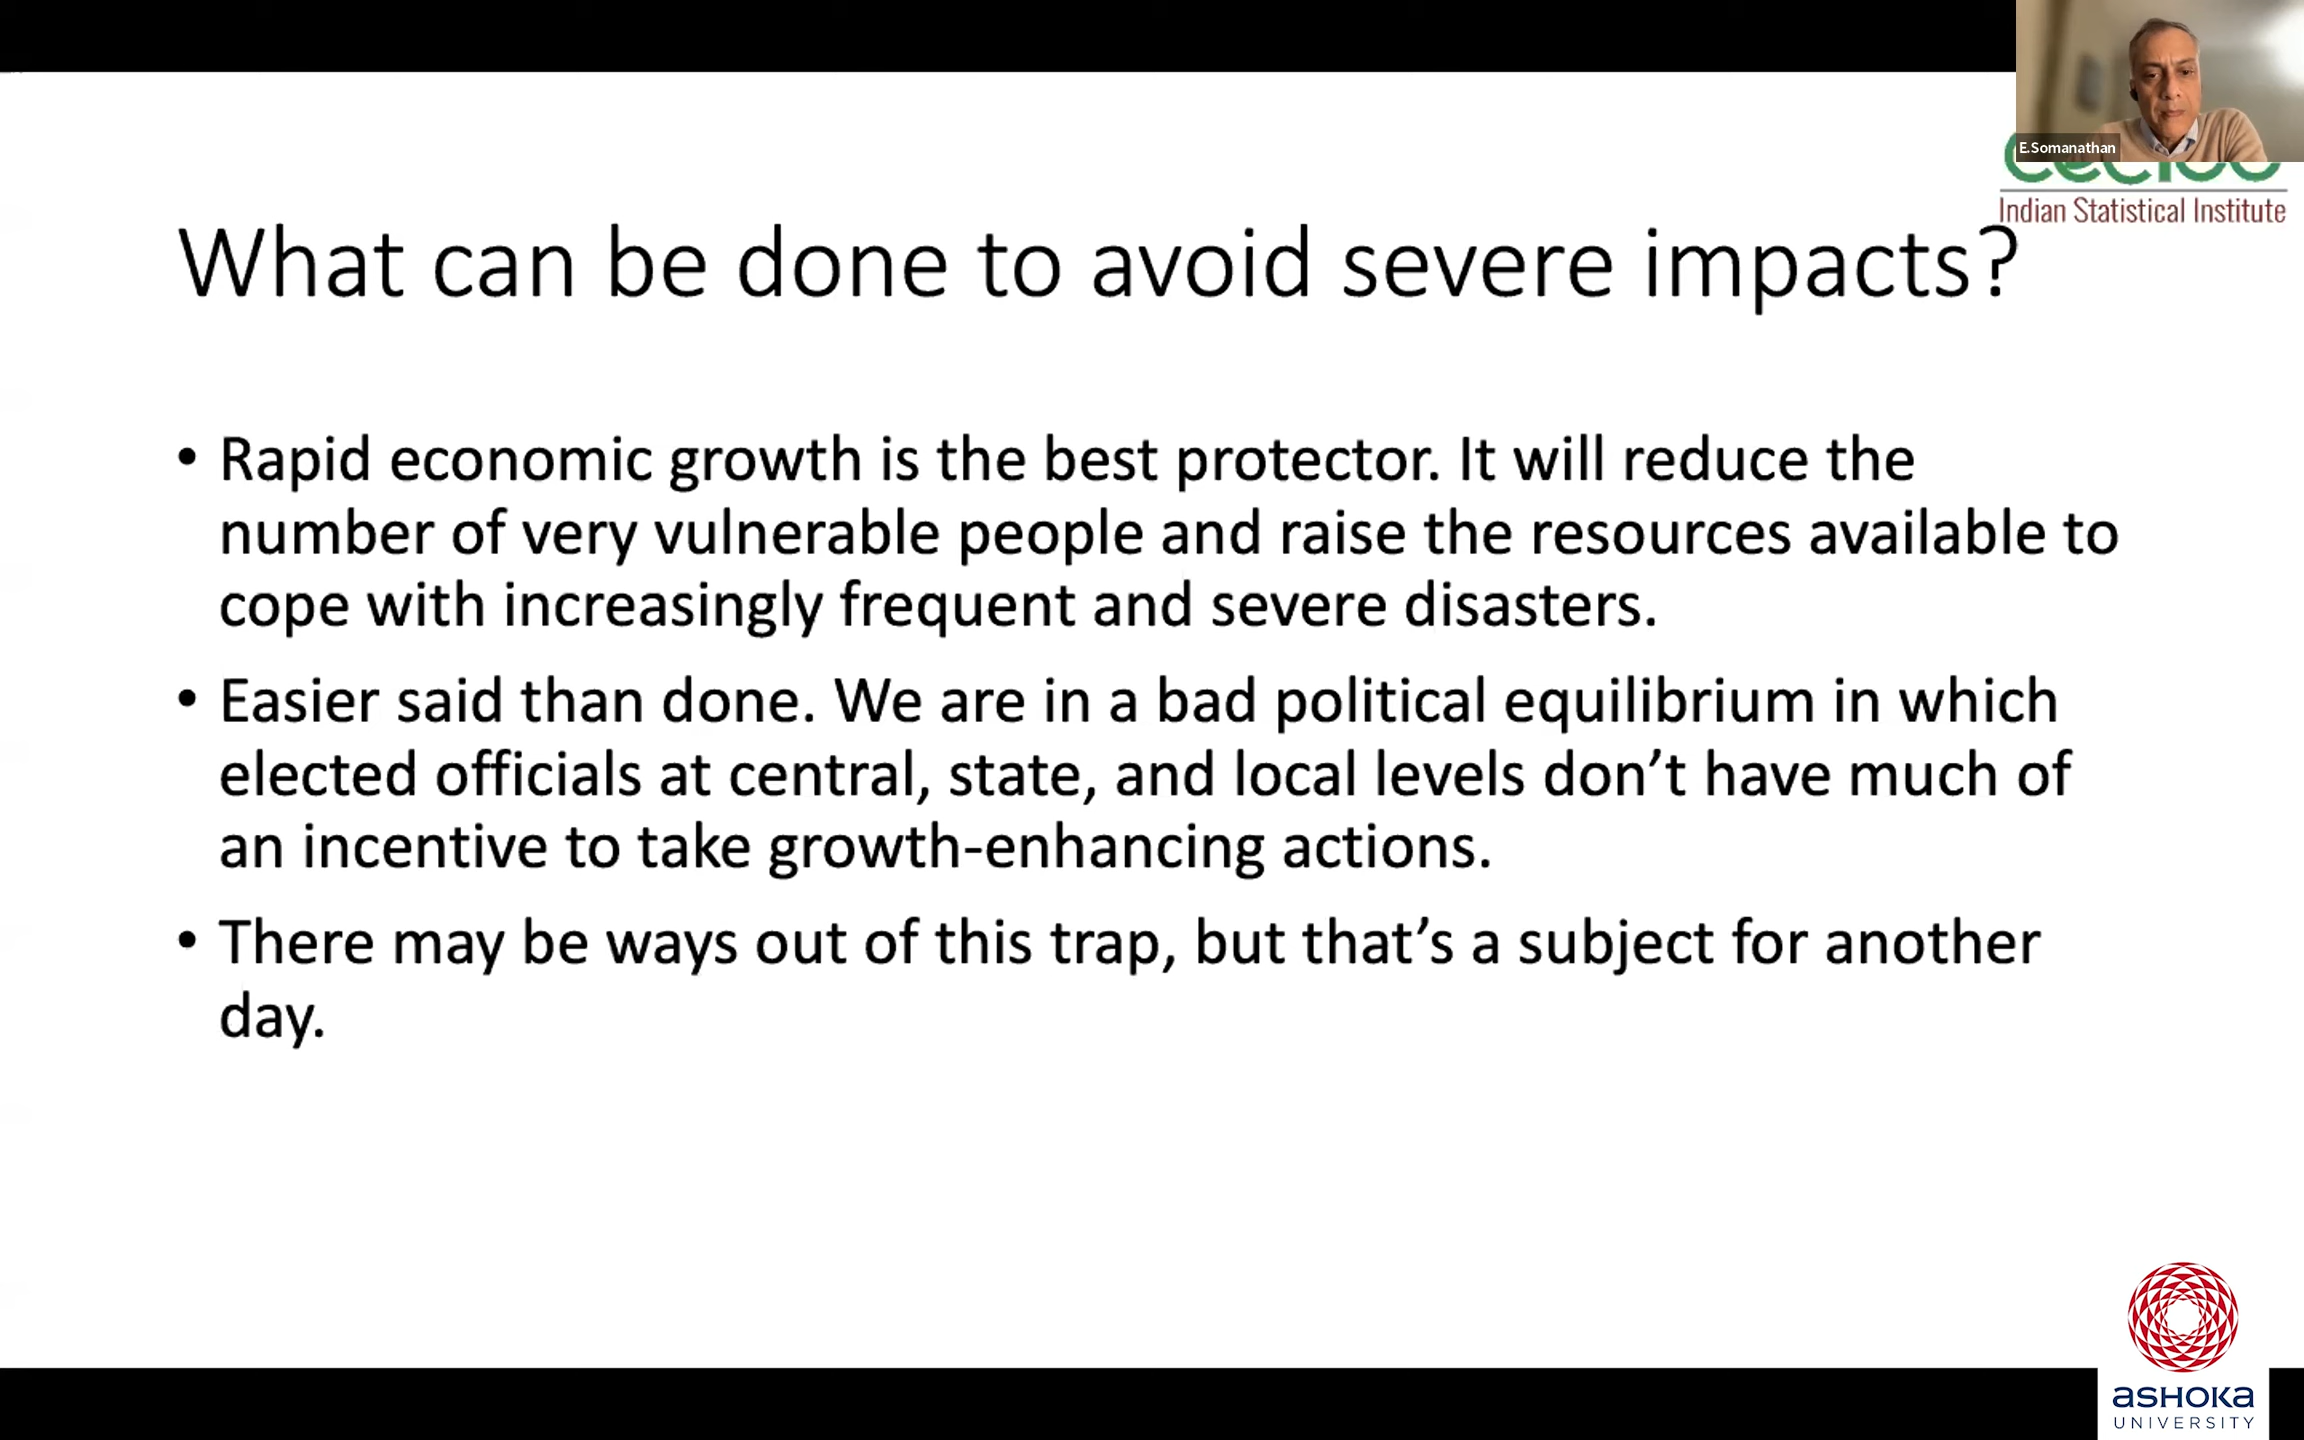 E.Somanathan
Indian Statistical Institute
What can be done to avoid severe impacts?
• Rapid economic growth is the best protector. It will reduce the
number of very vulnerable people and raise the resources available to
cope with increasingly frequent and severe disasters.
• Easier said than done. We are in a bad political equilibrium in which
elected officials at central, state, and local levels don’t have much of
an incentive to take growth-enhancing actions.
• There may be ways out of this trap, but that’s a subject for another
day.
ASHOKA
UNIVERSITY